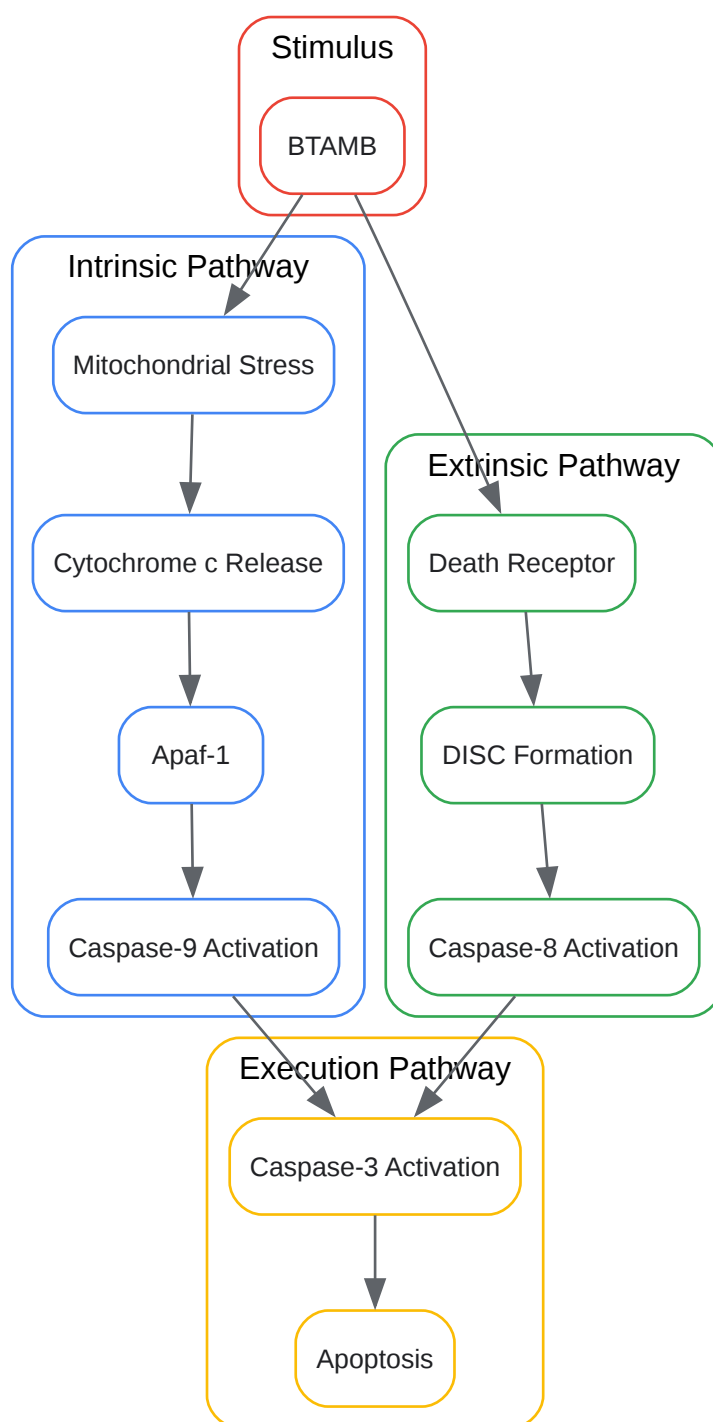 Stimulus
BTAMB
Intrinsic Pathway
Mitochondrial Stress
Cytochrome c Release
Apaf-1
Caspase-9 Activation
Extrinsic Pathway
Death Receptor
DISC Formation
Caspase-8 Activation
Execution Pathway
Caspase-3 Activation
Apoptosis